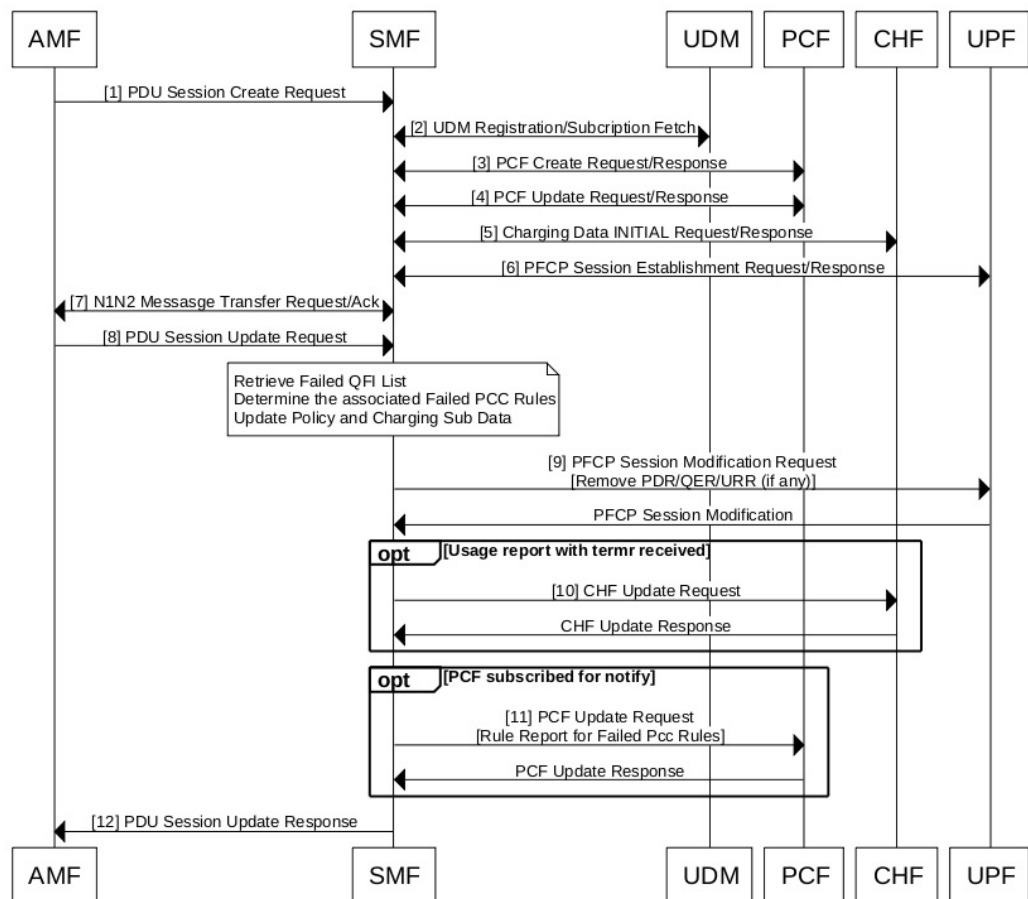 AMF SMF UDM PCF CHF UPF
[1] PDU Session Create Request
[2] UDM Registration/Subcription Fetch
[3] PCF Create Request/Response
[4] PCF Update Request/Response
[5] Charging Data INITIAL Request/Response
[6] PFCP Session Establishment Request/Response
[7] N1N2 Messasge Transfer Request/Ack
[8] PDU Session Update Request
Retrieve Failed QFI List
Determine the associated Failed PCC Rules
Update Policy and Charging Sub Data
[9] PFCP Session Modification Request
[Remove PDR/QER/URR (if any)]
PFCP Session Modification
opt [Usage report with termr received]
[10] CHF Update Request
CHF Update Response
opt [PCF subscribed for notify]
[11] PCF Update Request
[Rule Report for Failed Pcc Rules]
PCF Update Response
[12] PDU Session Update Response
AMF SMF UDM PCF CHF UPF